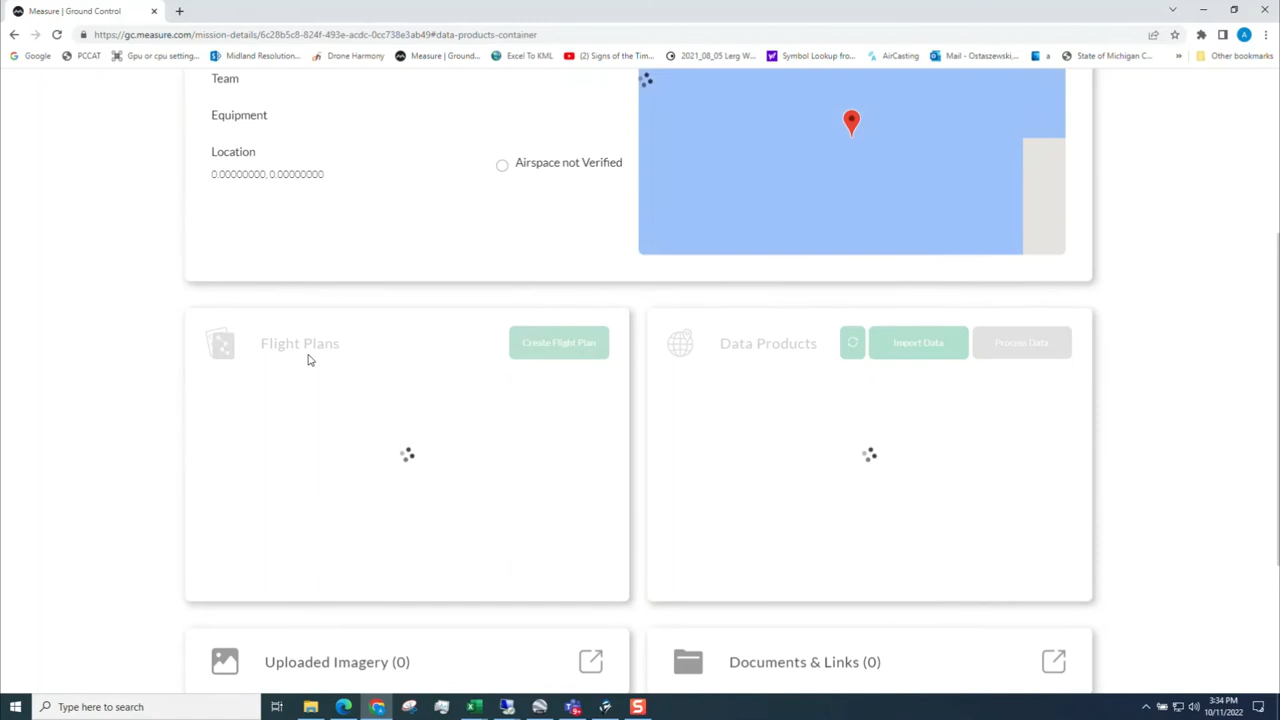 Measure | Ground Control
gc.measure.com/mission-details/6c28b5c8-824f-493e-acdc-0cc738e3ab49#data-products-container
Google PCCAT Gpu or cpu setting... Midland Resolution... Drone Harmony Measure | Ground... Excel To KML (2) Signs of the Tim... 2021_08_05 Lerg W... Symbol Lookup fro... AirCasting Mail - Ostaszewski,... a State of Michigan C... » Other bookmarks
Team
Equipment
Location
Airspace not Verified
0.00000000, 0.00000000
Flight Plans
Create Flight Plan
Data Products
Import Data
Process Data
Uploaded Imagery (0)
Documents & Links (0)
Type here to search
3:34 PM
10/11/2022